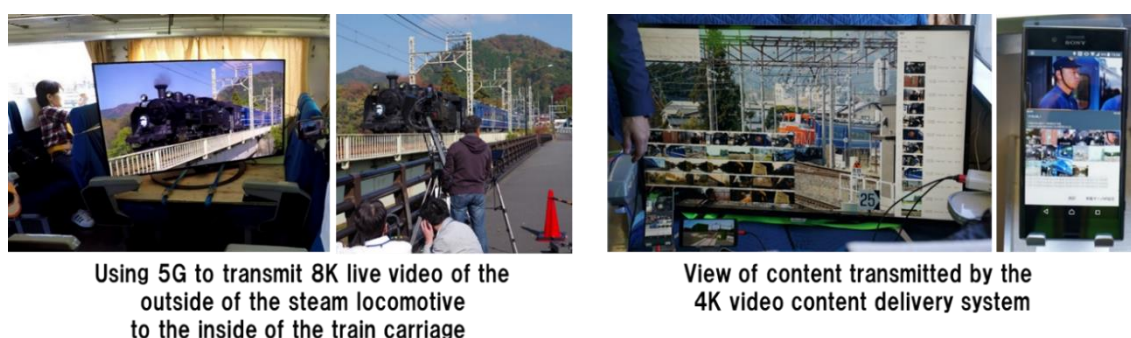 SONY
25
Using 5G to transmit 8K live video of the
outside of the steam locomotive
to the inside of the train carriage
View of content transmitted by the
4K video content delivery system